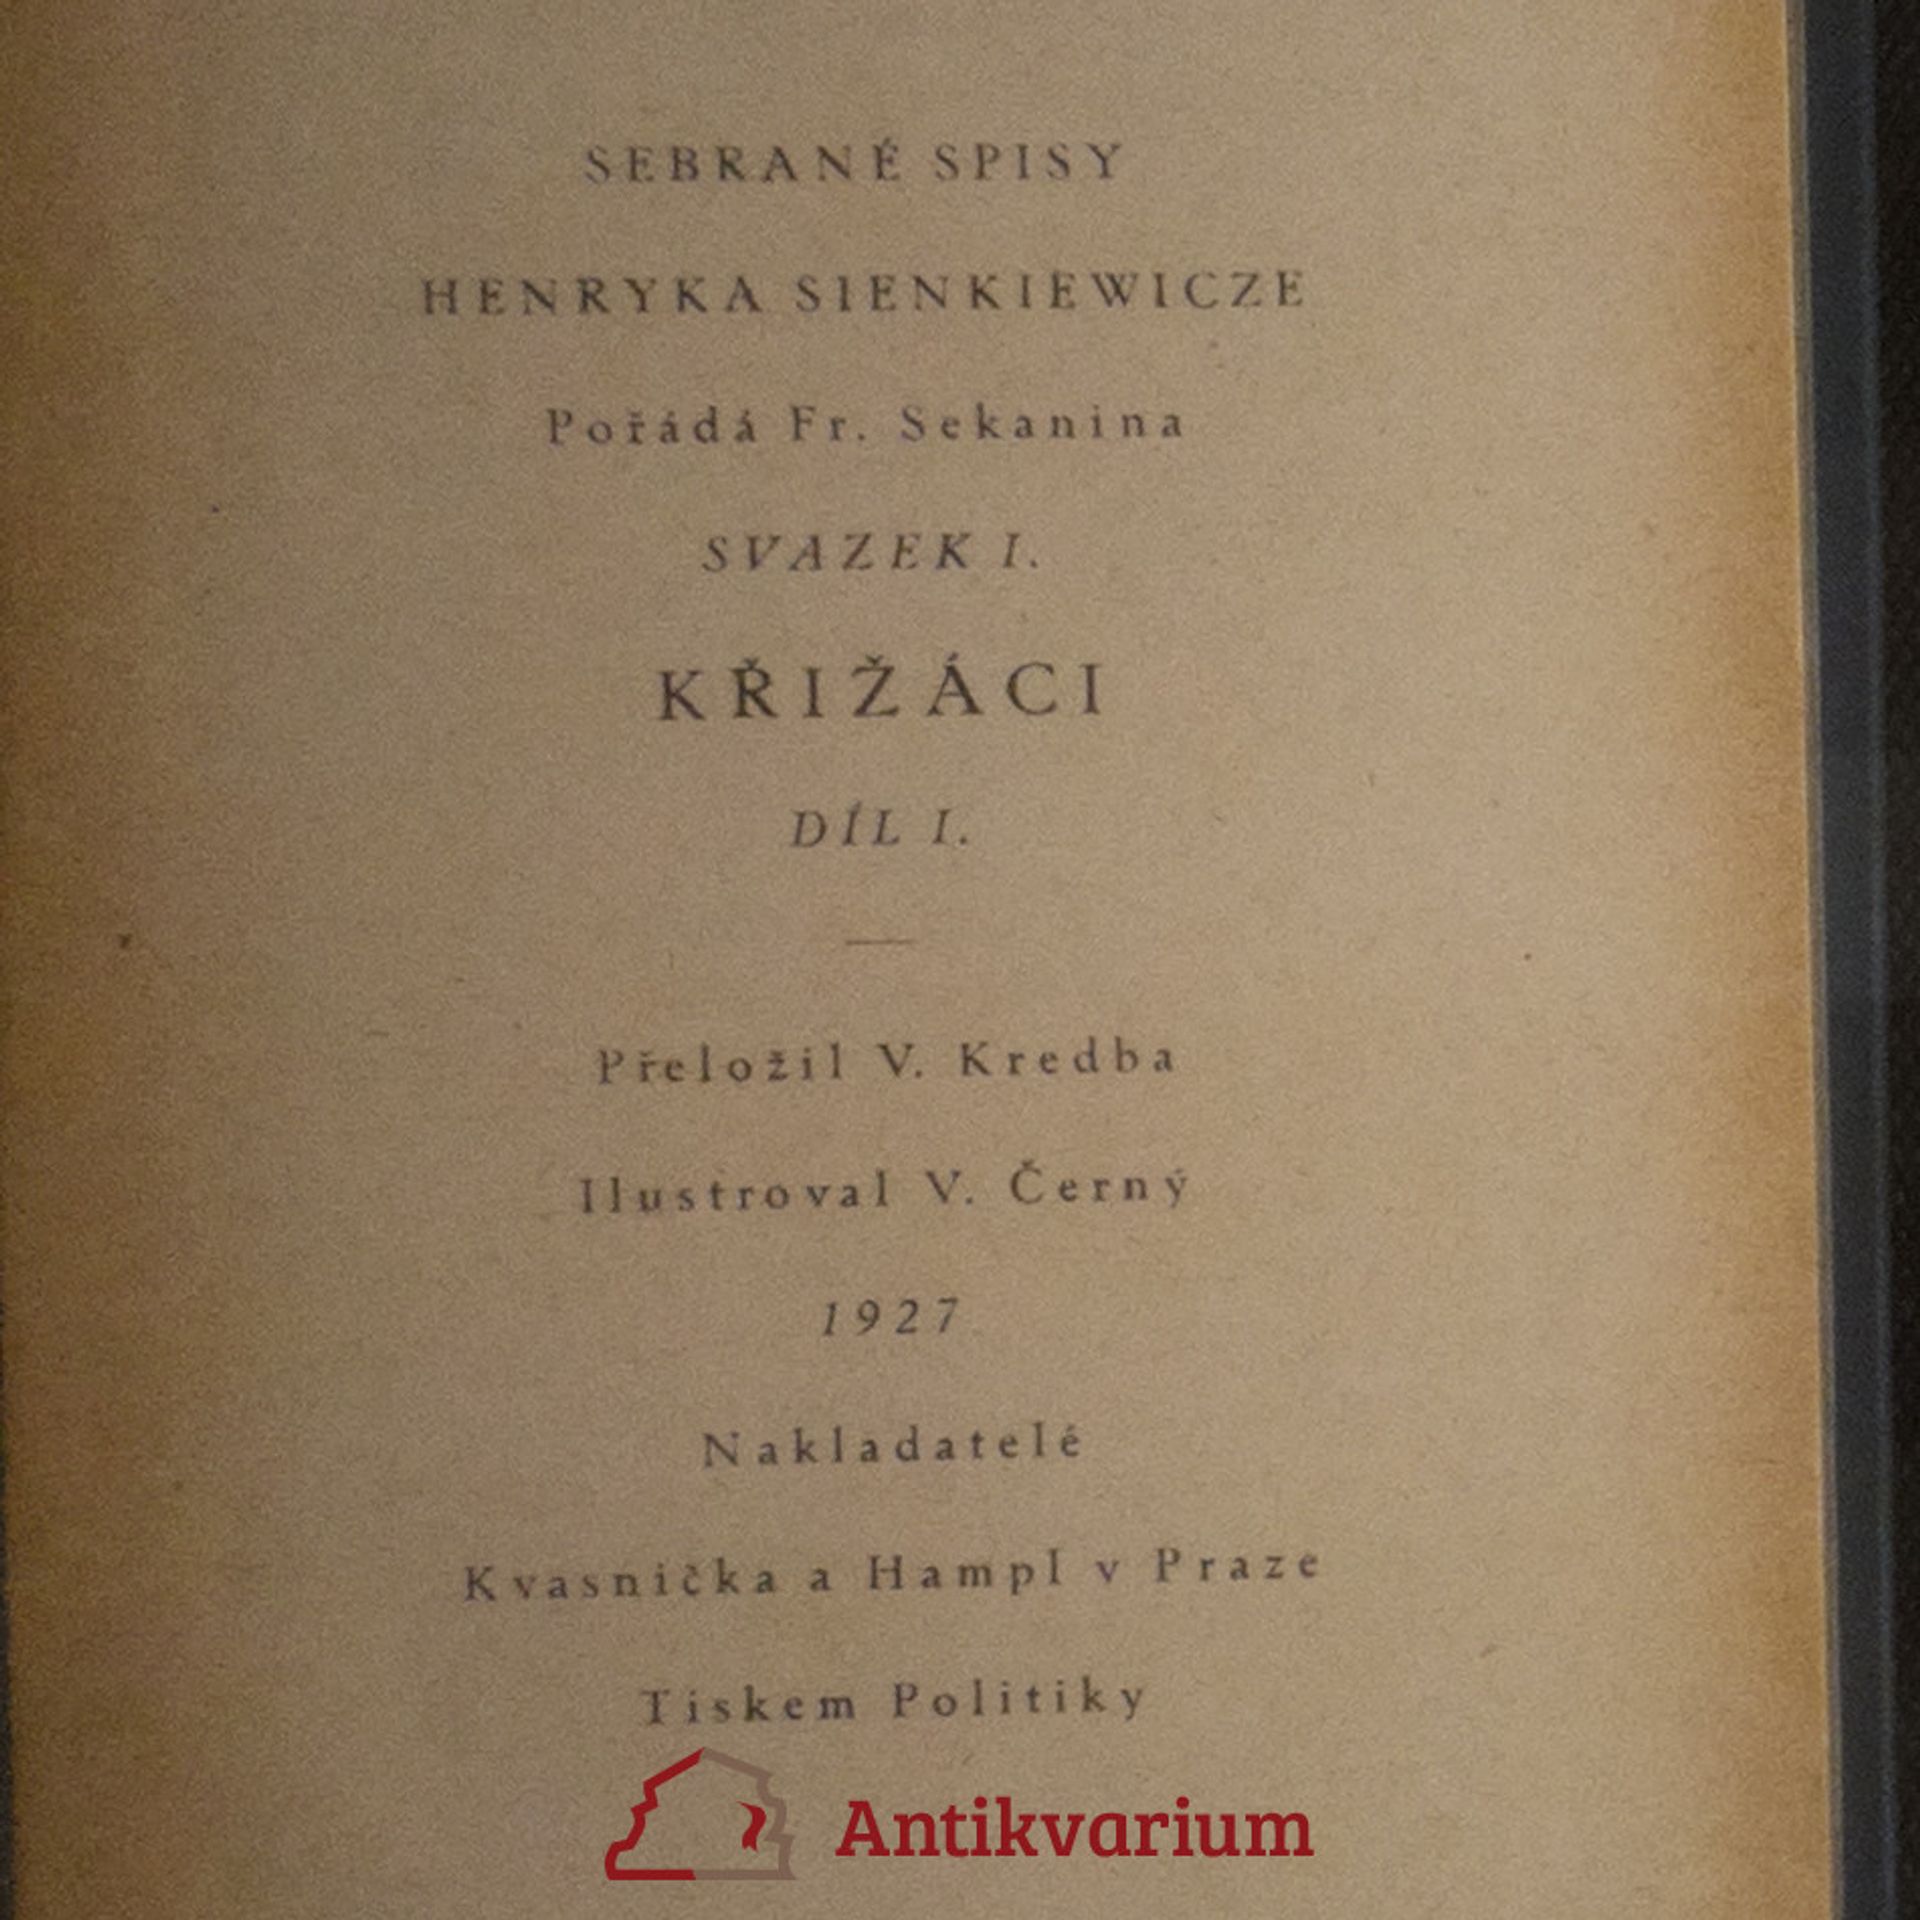 SEBRANÉ SPISY
HENRYKA SIENKIEWICZE
Pořádá Fr. Sekanina
SVAZEK I.
KŘIŽÁCI
DÍL I.
Přeložil V. Kredba
Ilustroval V. Černý
1927
Nakladatelé
Kvasnička a Hampl v Praze
Tiskem Politiky
Antikvarium